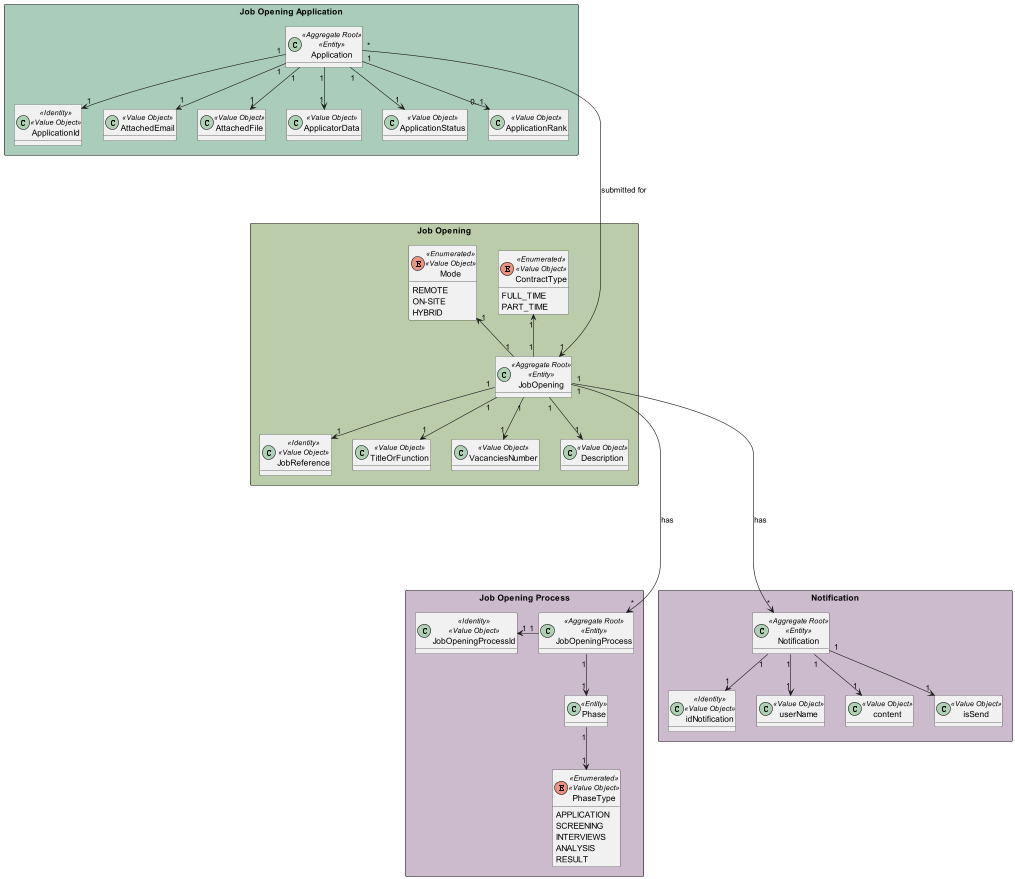 Job Opening Application
«Aggregate Root»
«Entity»
C
Application
1
1
1
1
1
1
*
1
1
1
1
1
0..1
«Identity»
«Value Object»
C
ApplicationId
«Value Object»
C
AttachedEmail
«Value Object»
C
AttachedFile
«Value Object»
C
ApplicatorData
«Value Object»
C
ApplicationStatus
«Value Object»
C
ApplicationRank
submitted for
Job Opening
«Enumerated»
«Value Object»
E
Mode
REMOTE
ON-SITE
HYBRID
«Enumerated»
«Value Object»
E
ContractType
FULL_TIME
PART_TIME
1
1
1
1
1
«Aggregate Root»
«Entity»
C
JobOpening
1
1
1
1
1
1
1
1
1
1
«Identity»
«Value Object»
C
JobReference
«Value Object»
C
TitleOrFunction
«Value Object»
C
VacanciesNumber
«Value Object»
C
Description
has
has
Job Opening Process
*
«Identity»
«Value Object»
C
JobOpeningProcessId
1
1
«Aggregate Root»
«Entity»
C
JobOpeningProcess
1
1
«Entity»
C
Phase
1
1
«Enumerated»
«Value Object»
E
PhaseType
APPLICATION
SCREENING
INTERVIEWS
ANALYSIS
RESULT
Notification
*
«Aggregate Root»
«Entity»
C
Notification
1
1
1
1
1
1
1
1
«Identity»
«Value Object»
C
idNotification
«Value Object»
C
userName
«Value Object»
C
content
«Value Object»
C
isSend